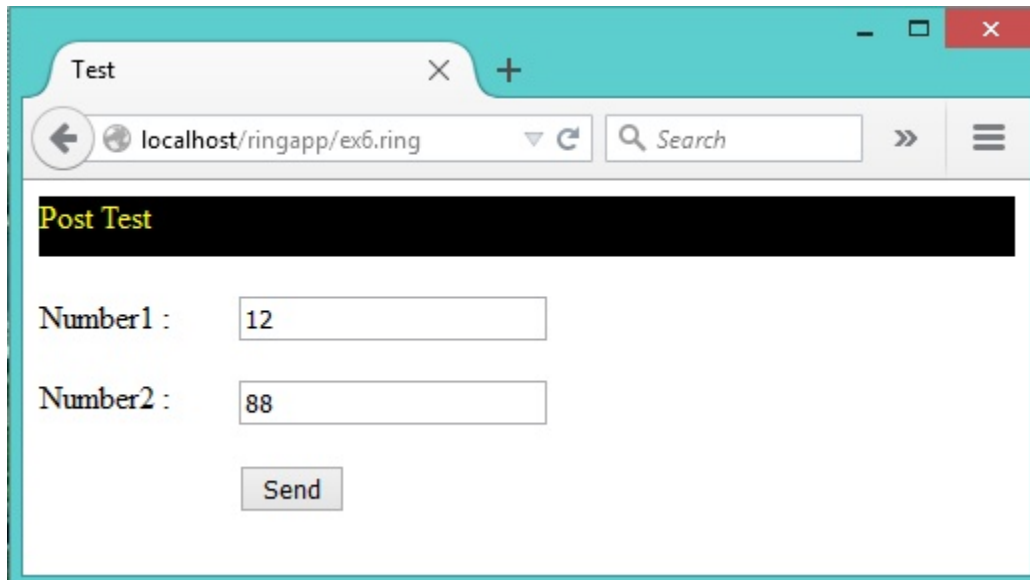 Test
localhost/ringapp/ex6.ring
Search
Post Test
Number1 :
12
Number2 :
88
Send